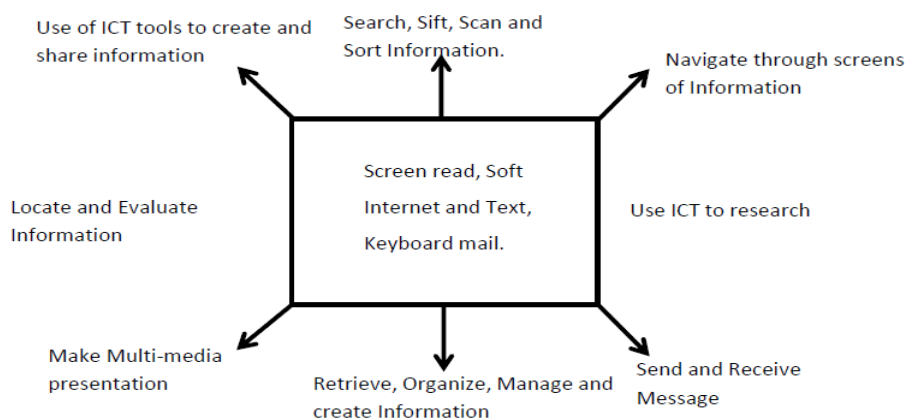 Use of ICT tools to create and
share information
Search, Sift, Scan and
Sort Information.
Navigate through screens
of Information
Screen read, Soft
Internet and Text,
Keyboard mail.
Locate and Evaluate
Information
Use ICT to research
Make Multi-media
presentation
Retrieve, Organize, Manage and
create Information
Send and Receive
Message